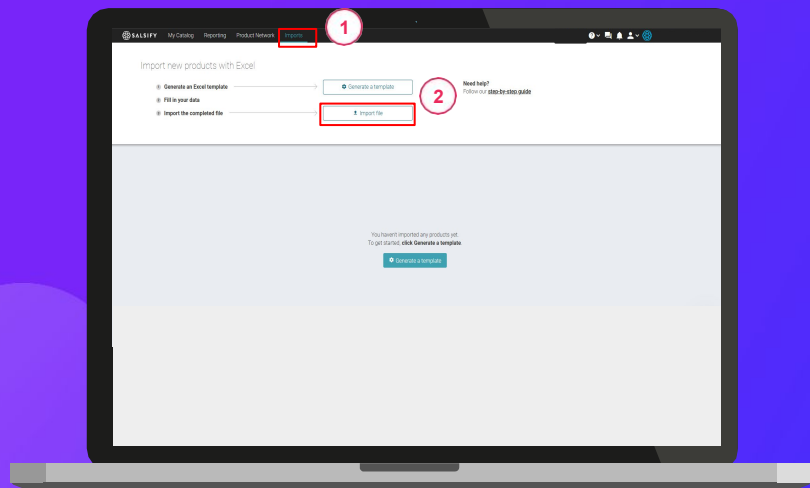 1
SALSIFY My Catalog Reporting Product Network Imports
Import new products with Excel
Generate an Excel template
Generate a template
Need help?
Follow our step-by-step guide
2
Fill in your data
Import the completed file
Import file
You haven't imported any products yet.
To get started, click Generate a template.
Generate a template